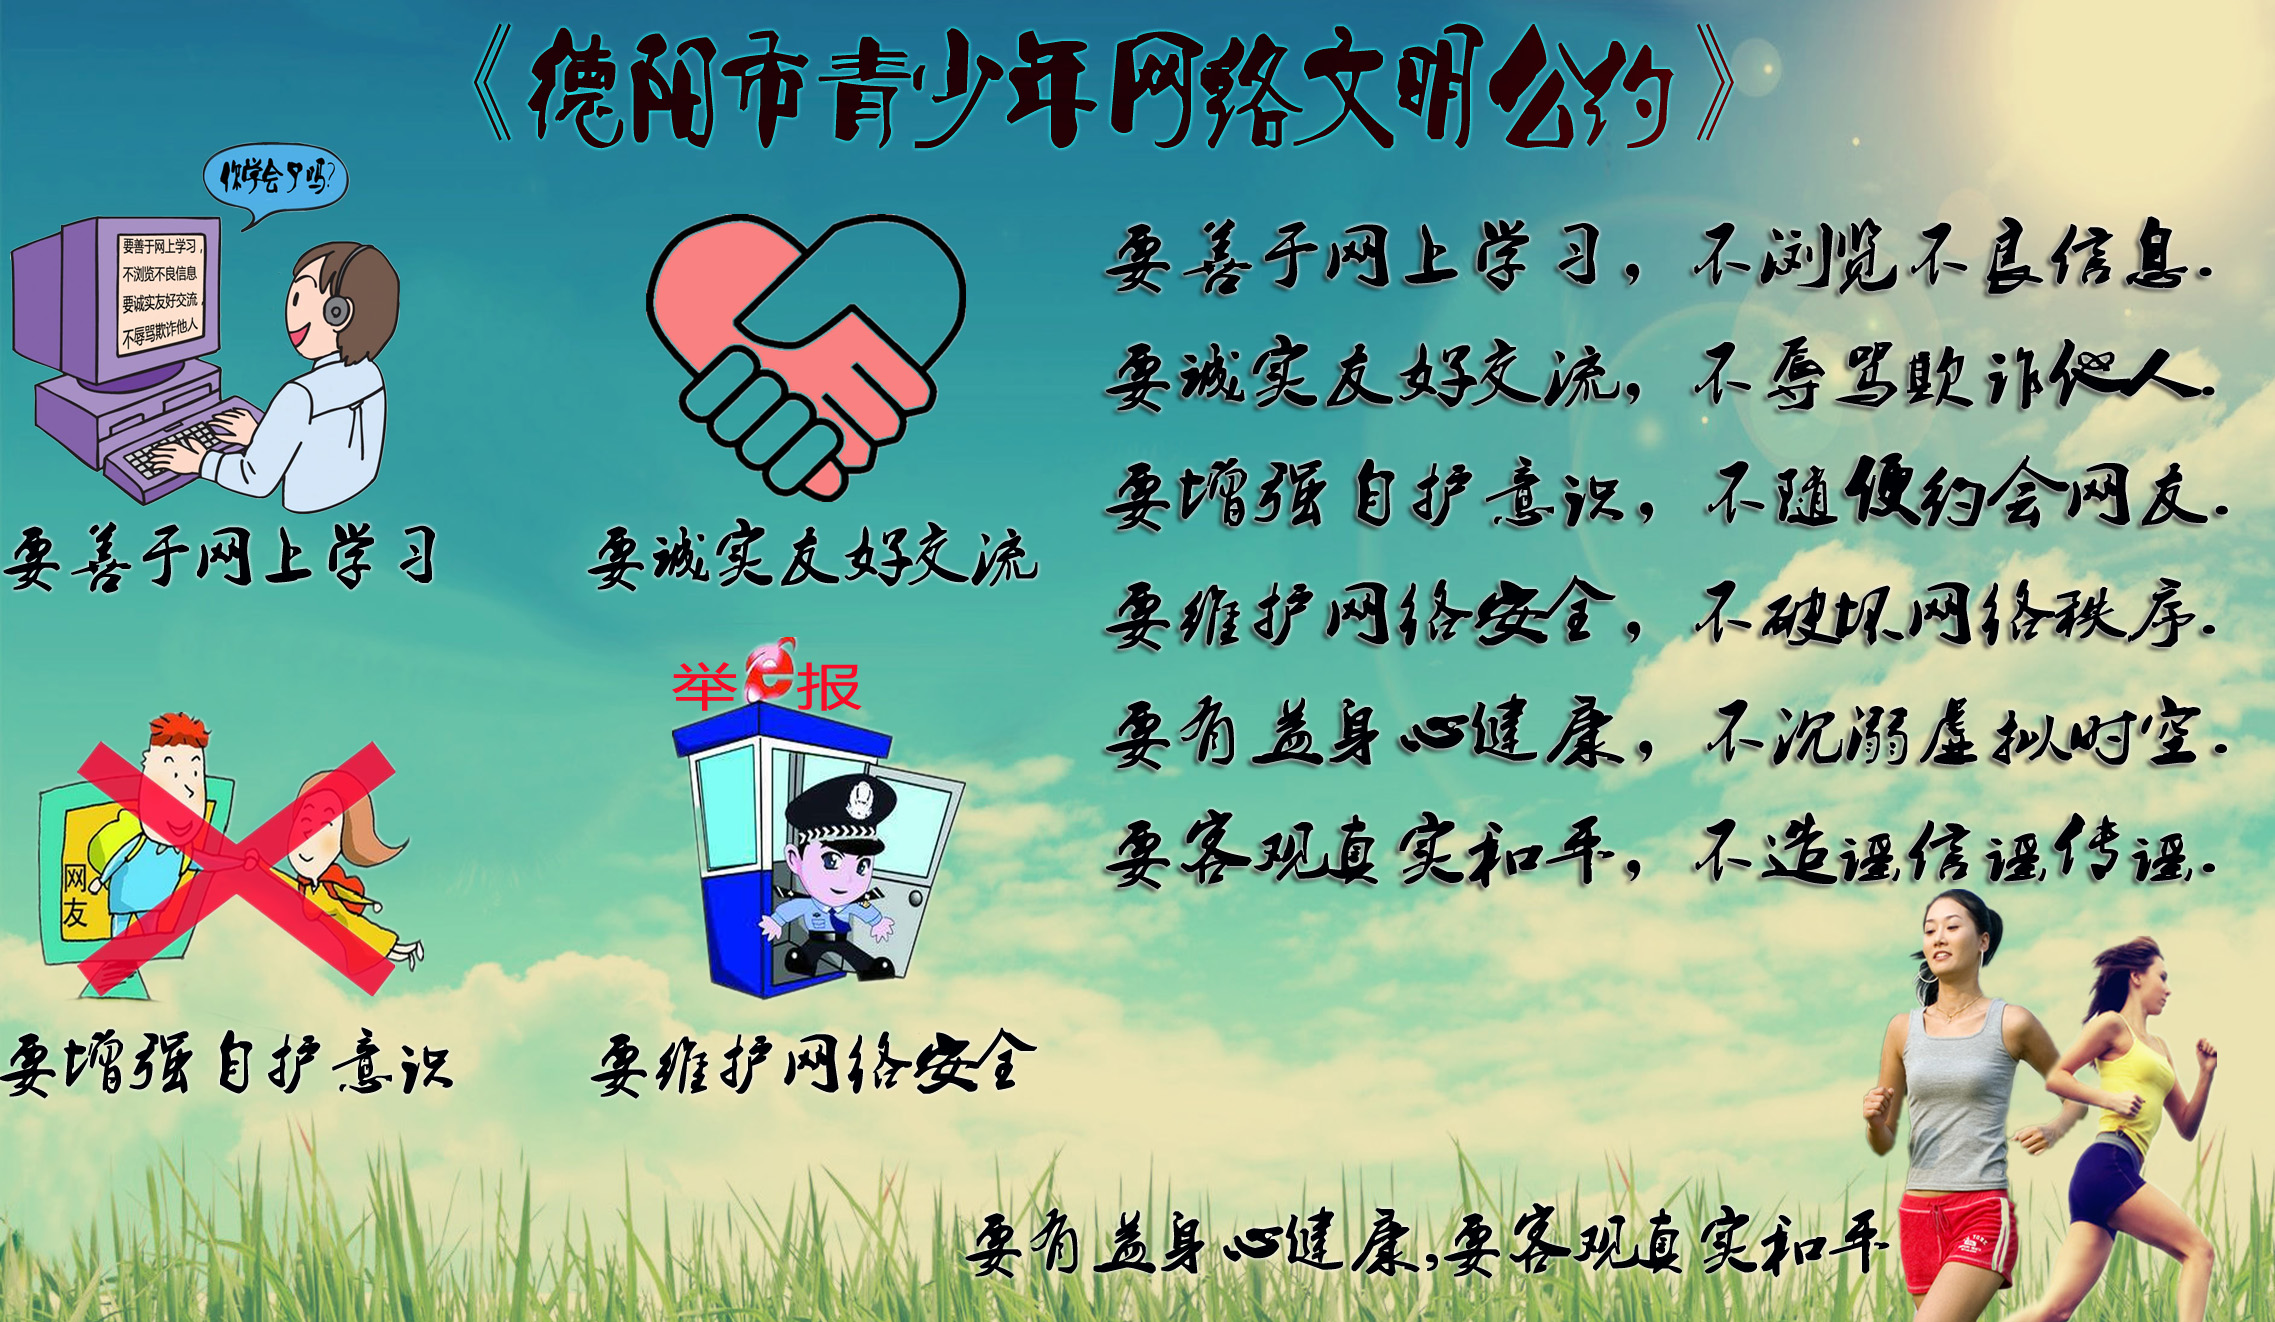 《德阳市青少年网络文明公约》
你学会了吗?
要善于网上学习,
不浏览不良信息
要诚实友好交流,
不辱骂欺诈他人
要善于网上学习
要诚实友好交流
要善于网上学习，不浏览不良信息.
要诚实友好交流，不辱骂欺诈他人.
要增强自护意识，不随便约会网友.
要维护网络安全，不破坏网络秩序.
要有益身心健康，不沉溺虚拟时空.
要客观真实和平，不造谣信谣传谣.
网友
举e报
要增强自护意识
要维护网络安全
要有益身心健康,要客观真实和平